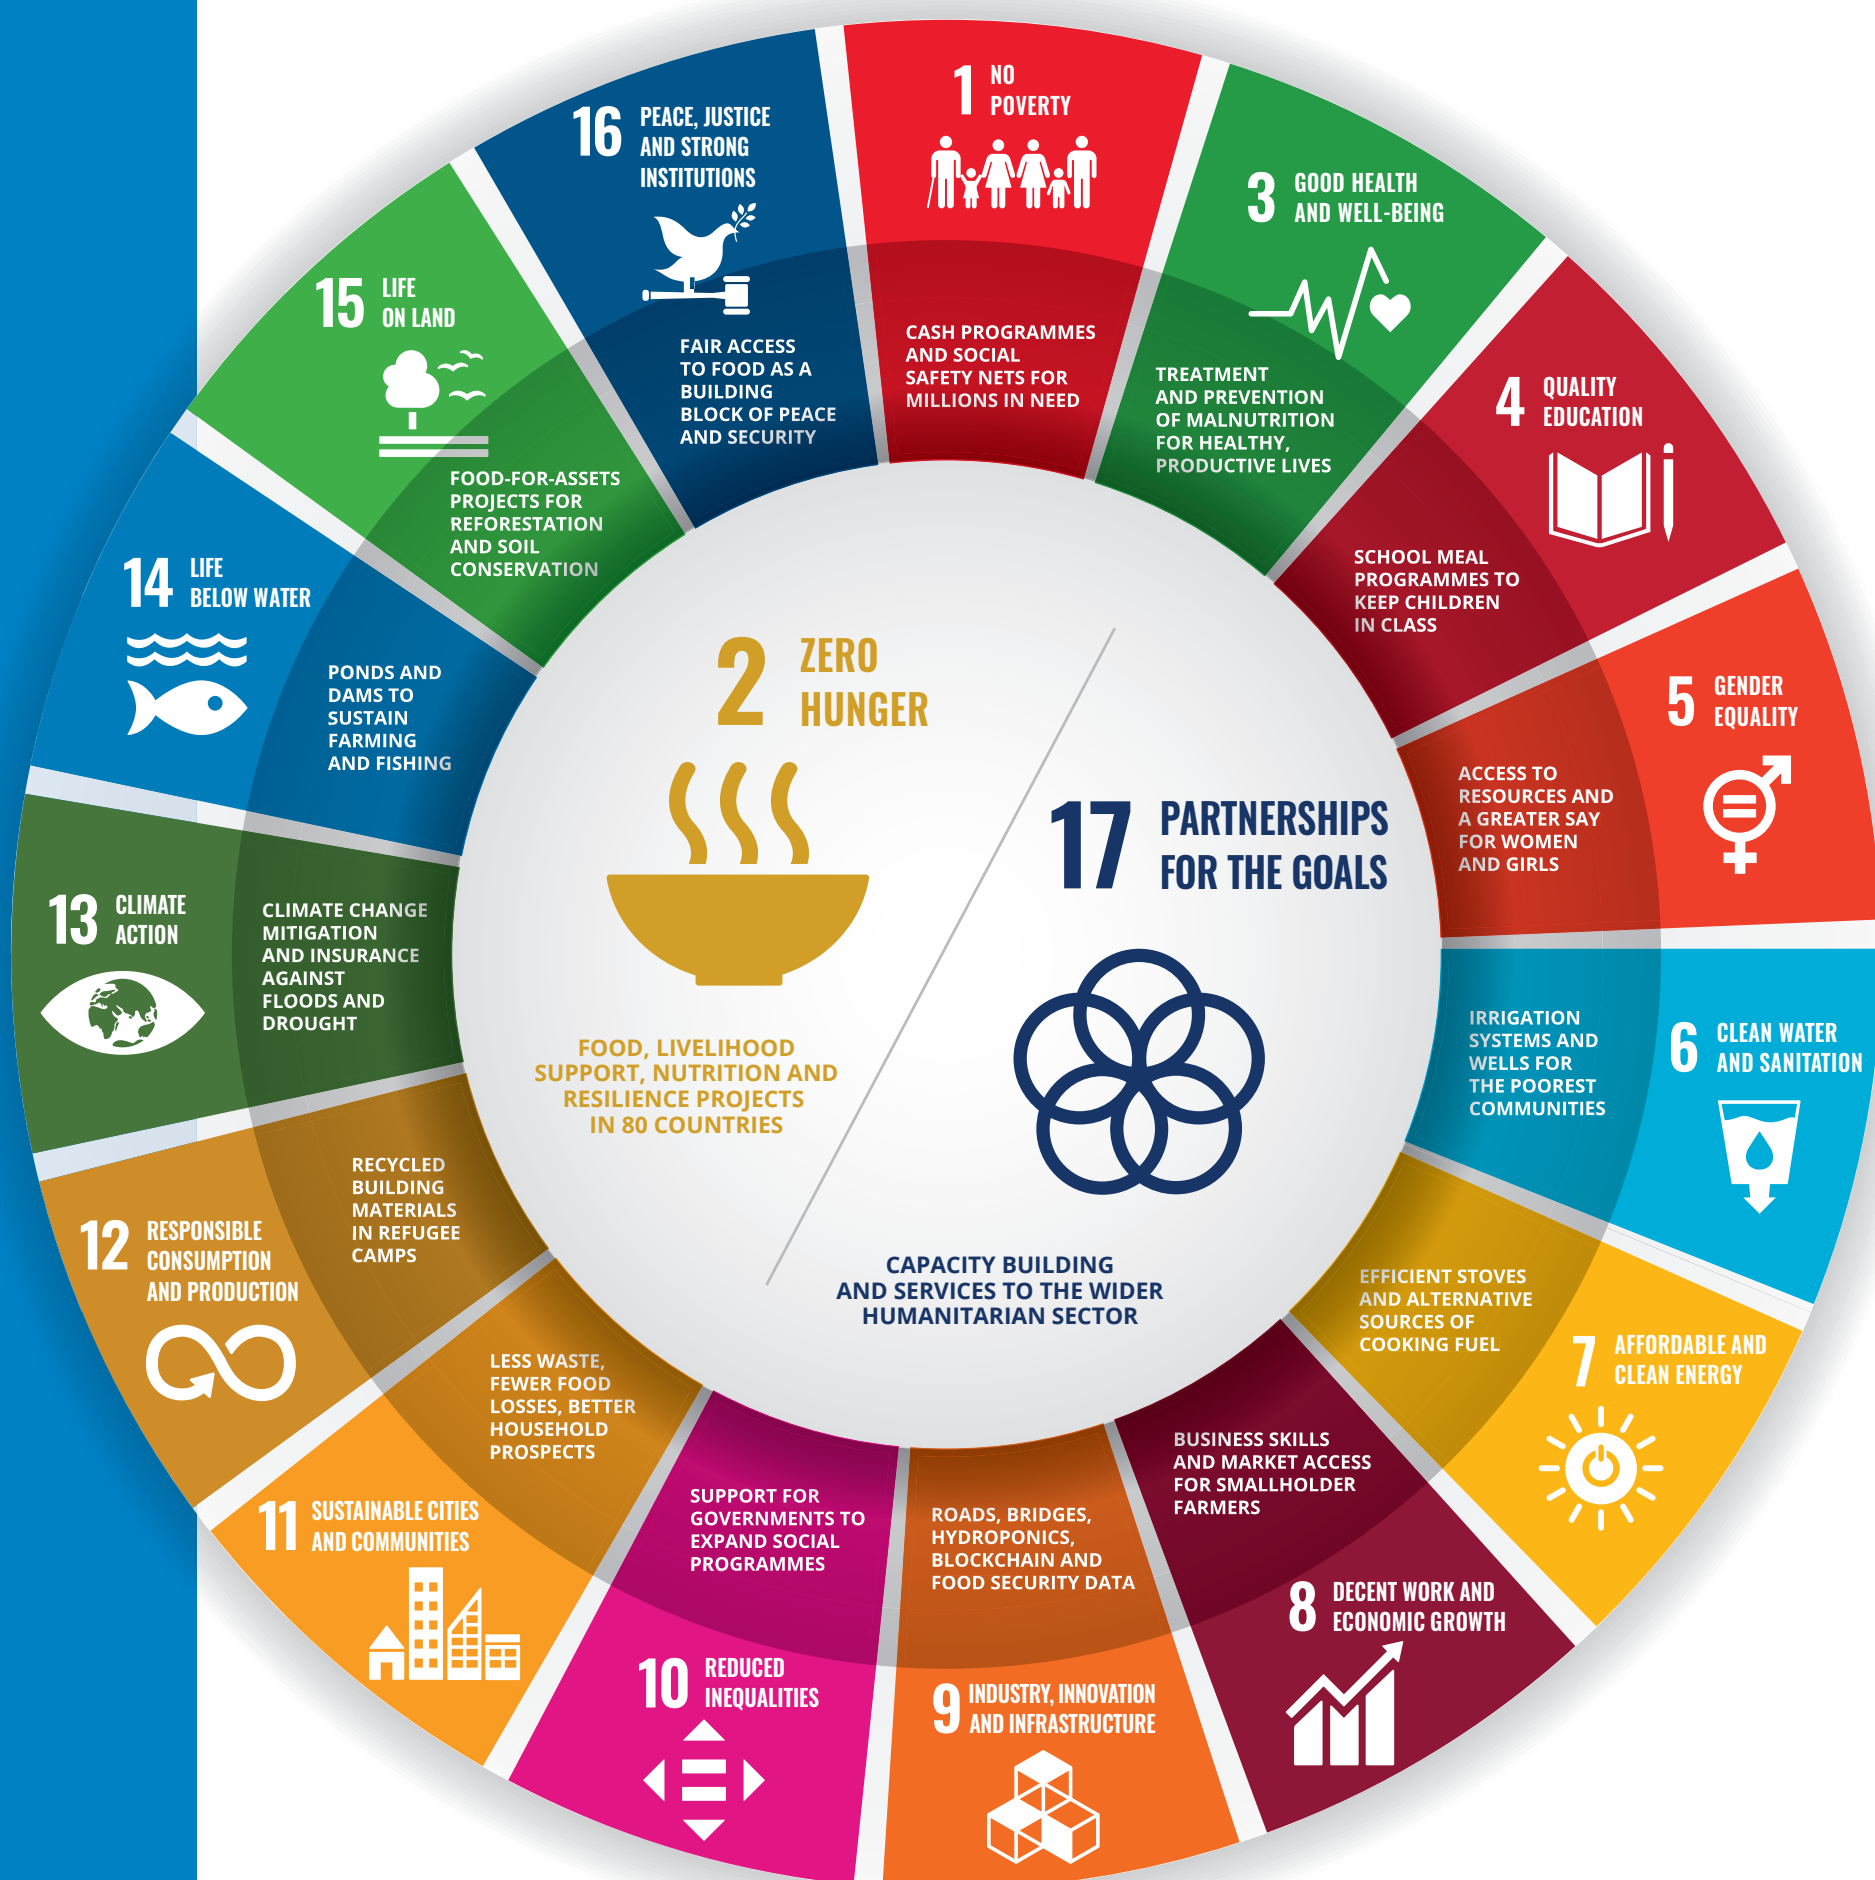 1 NO
POVERTY
CASH PROGRAMMES
AND SOCIAL
SAFETY NETS FOR
MILLIONS IN NEED
3 GOOD HEALTH
AND WELL-BEING
TREATMENT
AND PREVENTION
OF MALNUTRITION
FOR HEALTHY,
PRODUCTIVE LIVES
4 QUALITY
EDUCATION
SCHOOL MEAL
PROGRAMMES TO
KEEP CHILDREN
IN CLASS
5 GENDER
EQUALITY
ACCESS TO
RESOURCES AND
A GREATER SAY
FOR WOMEN
AND GIRLS
6 CLEAN WATER
AND SANITATION
IRRIGATION
SYSTEMS AND
WELLS FOR
THE POOREST
COMMUNITIES
7 AFFORDABLE AND
CLEAN ENERGY
EFFICIENT STOVES
AND ALTERNATIVE
SOURCES OF
COOKING FUEL
8 DECENT WORK AND
ECONOMIC GROWTH
BUSINESS SKILLS
AND MARKET ACCESS
FOR SMALLHOLDER
FARMERS
9 INDUSTRY, INNOVATION
AND INFRASTRUCTURE
ROADS, BRIDGES,
HYDROPONICS,
BLOCKCHAIN AND
FOOD SECURITY DATA
10 REDUCED
INEQUALITIES
SUPPORT FOR
GOVERNMENTS TO
EXPAND SOCIAL
PROGRAMMES
11 SUSTAINABLE CITIES
AND COMMUNITIES
LESS WASTE,
FEWER FOOD
LOSSES, BETTER
HOUSEHOLD
PROSPECTS
12 RESPONSIBLE
CONSUMPTION
AND PRODUCTION
RECYCLED
BUILDING
MATERIALS
IN REFUGEE
CAMPS
13 CLIMATE
ACTION
CLIMATE CHANGE
MITIGATION
AND INSURANCE
AGAINST
FLOODS AND
DROUGHT
14 LIFE
BELOW WATER
PONDS AND
DAMS TO
SUSTAIN
FARMING
AND FISHING
15 LIFE
ON LAND
FOOD-FOR-ASSETS
PROJECTS FOR
REFORESTATION
AND SOIL
CONSERVATION
16 PEACE, JUSTICE
AND STRONG
INSTITUTIONS
FAIR ACCESS
TO FOOD AS A
BUILDING
BLOCK OF PEACE
AND SECURITY
2 ZERO
HUNGER
FOOD, LIVELIHOOD
SUPPORT, NUTRITION AND
RESILIENCE PROJECTS
IN 80 COUNTRIES
17 PARTNERSHIPS
FOR THE GOALS
CAPACITY BUILDING
AND SERVICES TO THE WIDER
HUMANITARIAN SECTOR